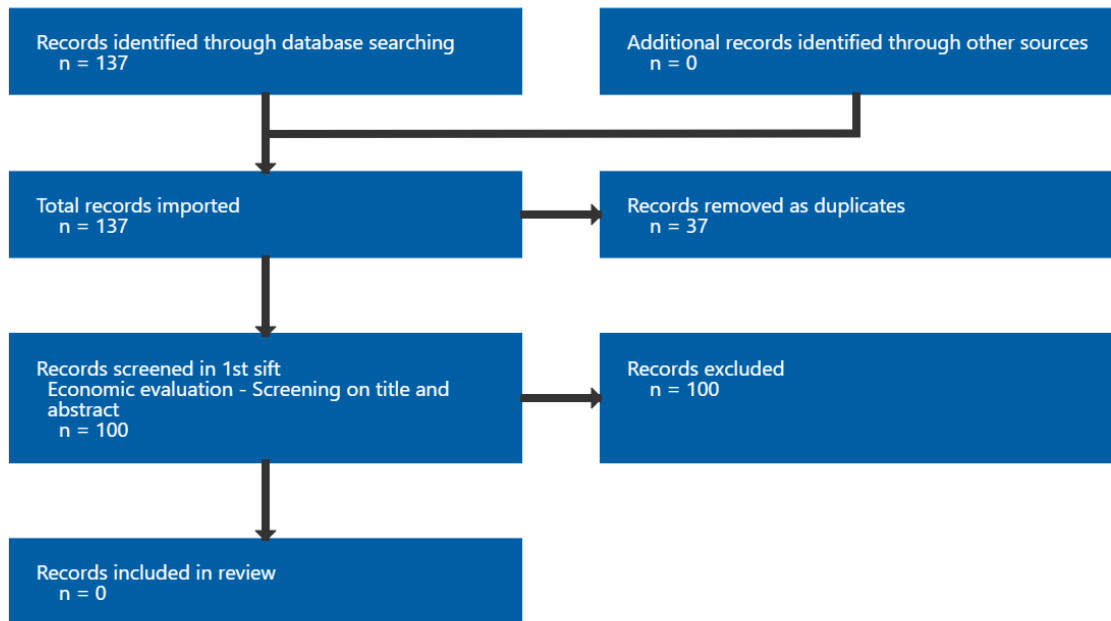 Records identified through database searching
n = 137
Additional records identified through other sources
n = 0
Total records imported
n = 137
Records removed as duplicates
n = 37
Records screened in 1st sift
Economic evaluation - Screening on title and
abstract
n = 100
Records excluded
n = 100
Records included in review
n = 0